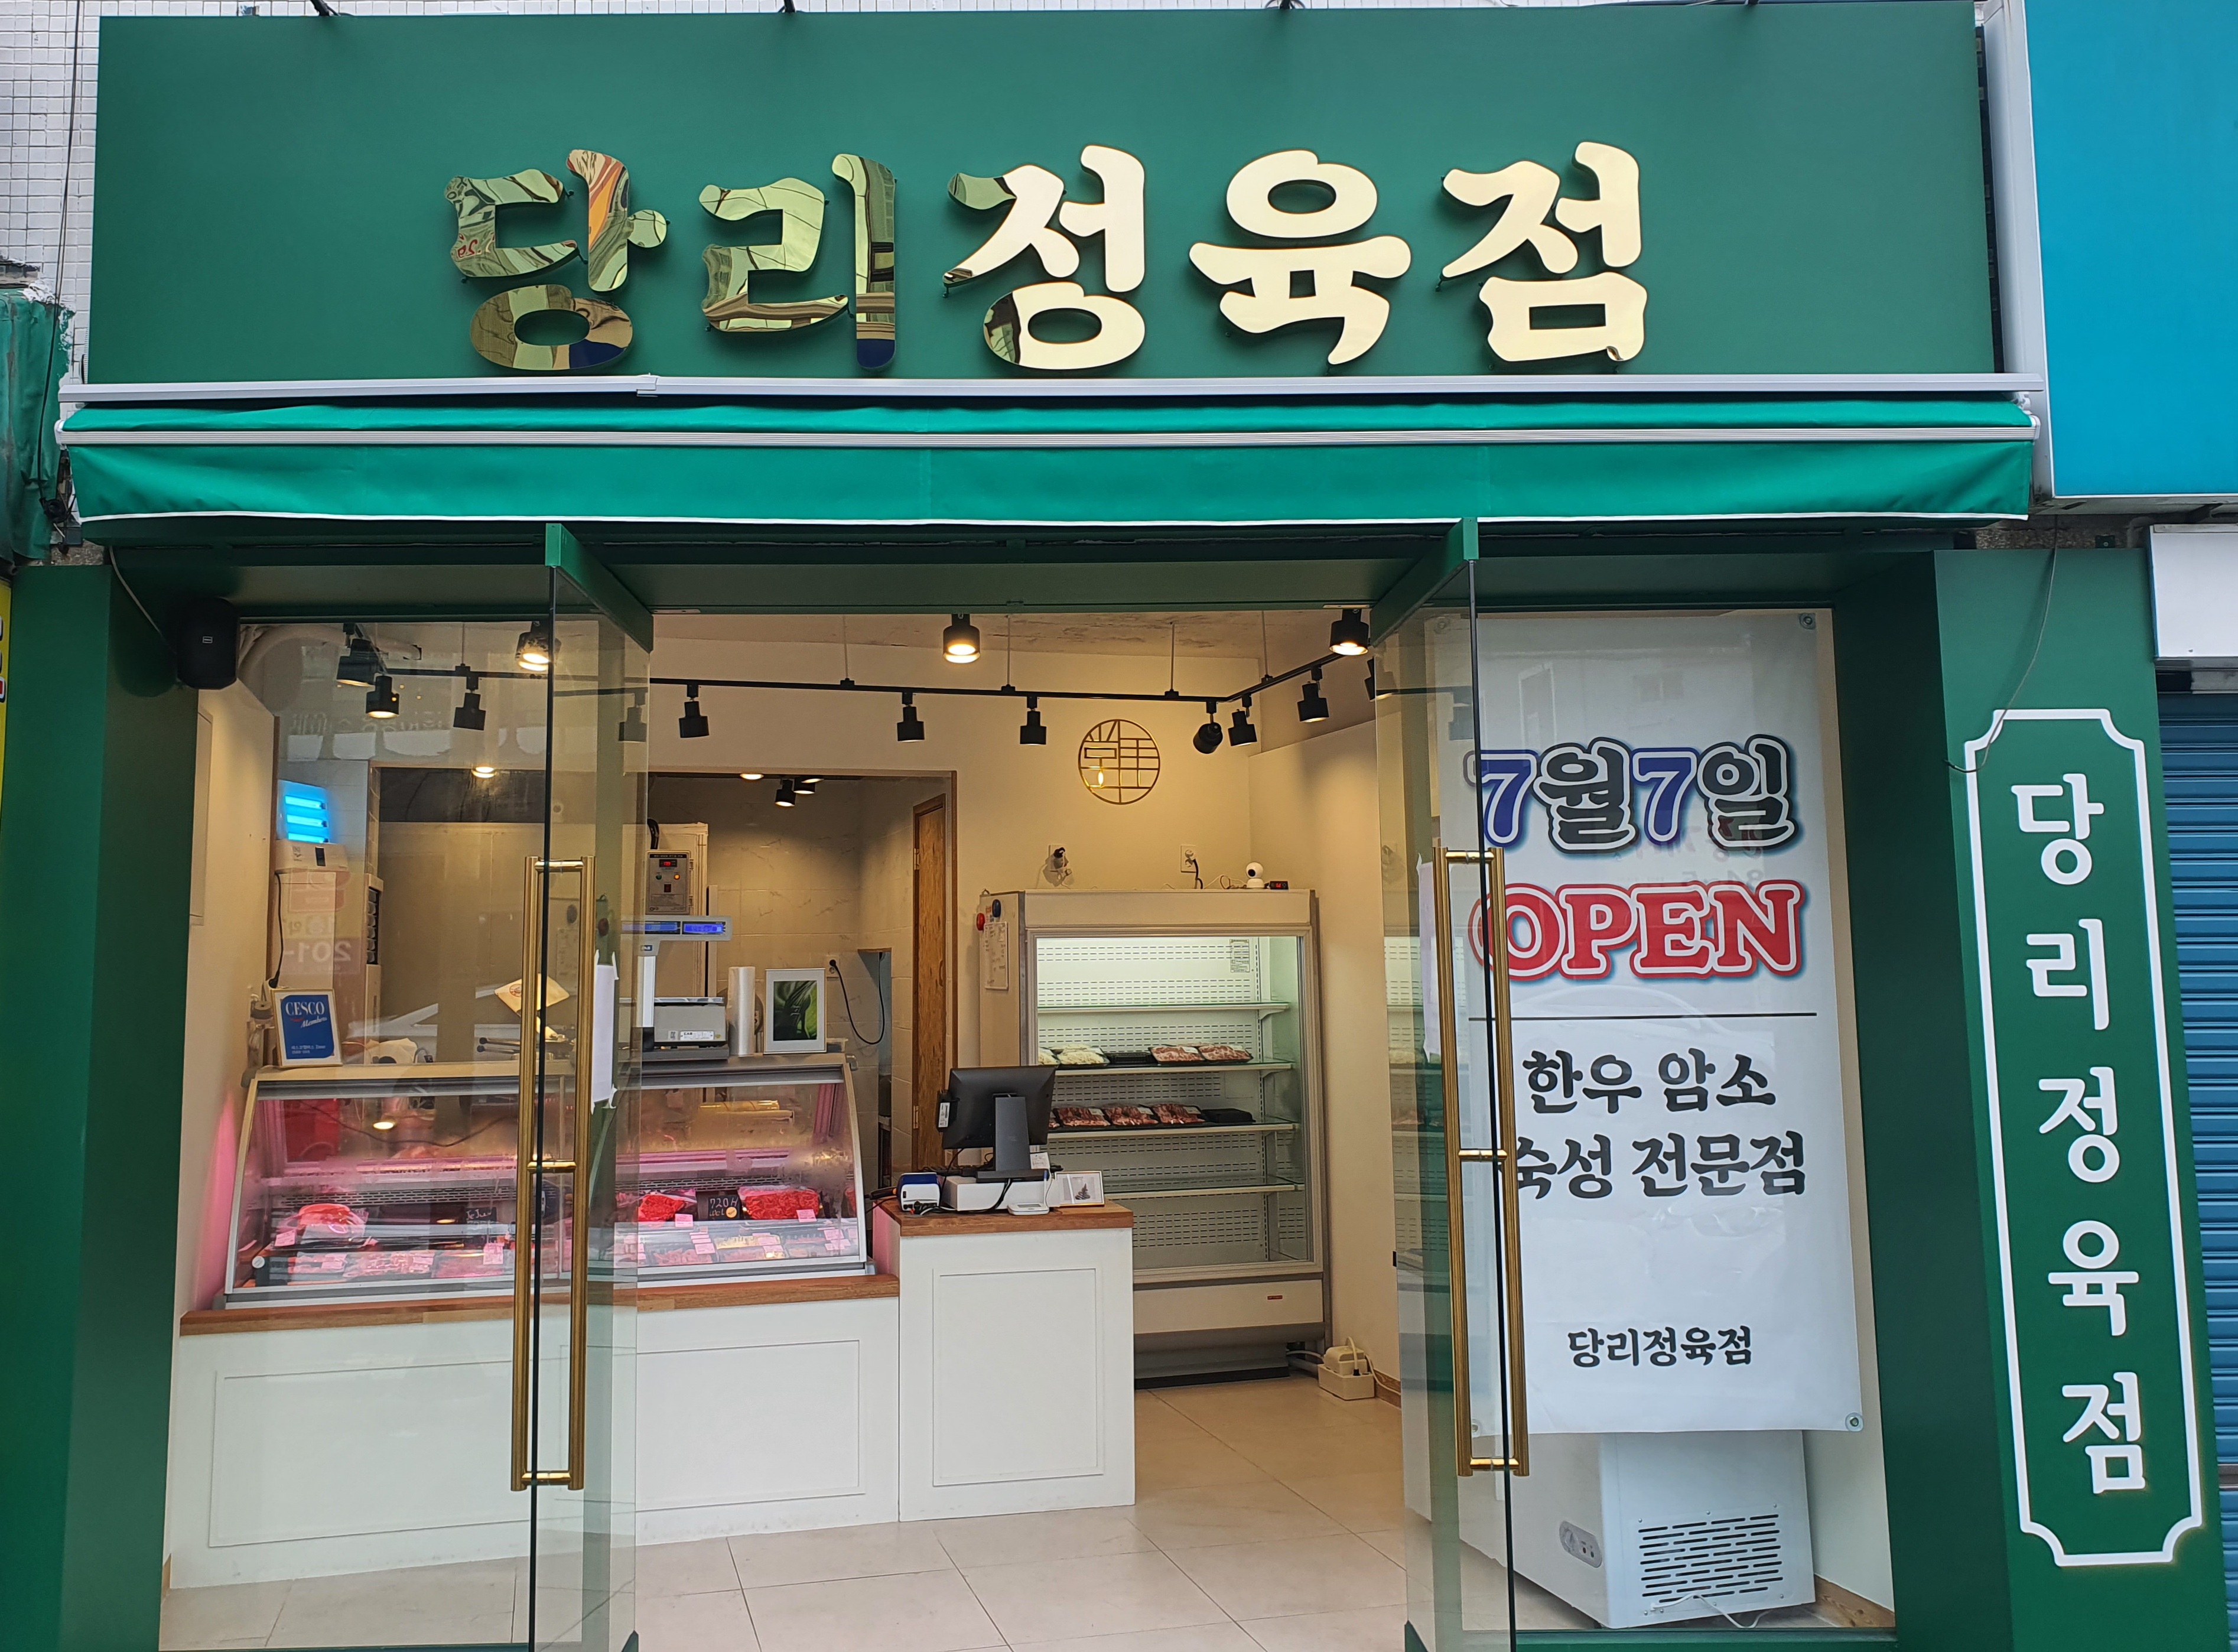 당리정육점
7월7일
OPEN
한우 암소
숙성 전문점
당리정육점
당리정육점
CESCO
Members